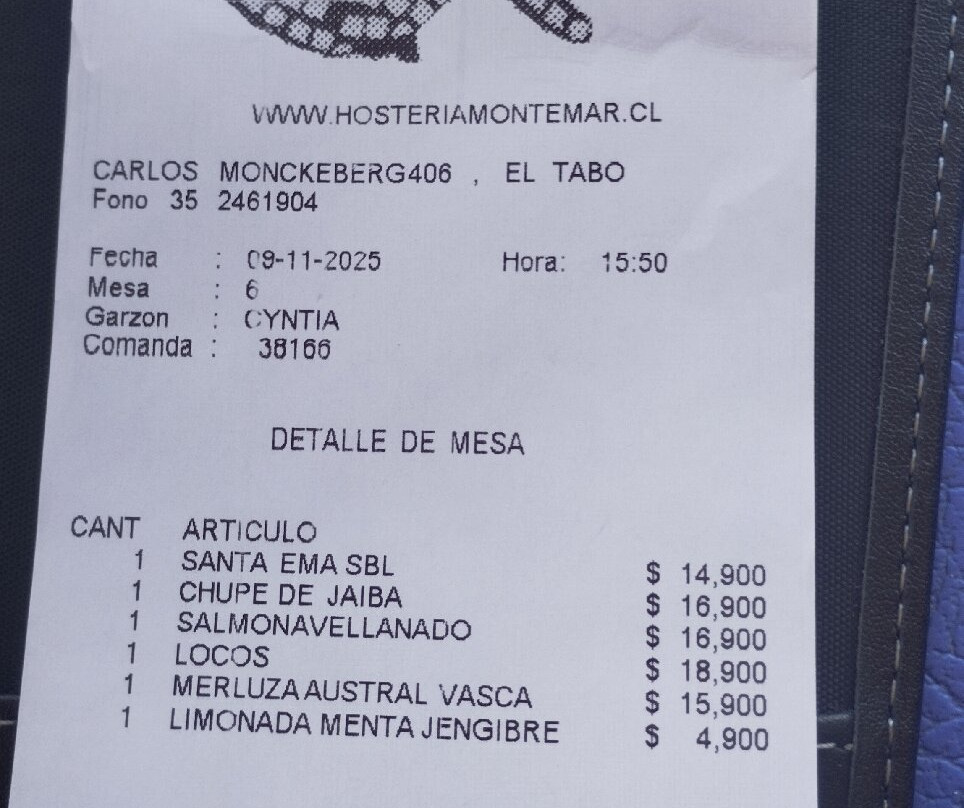 WWW.HOSTERIAMONTEMAR.CL
CARLOS MONCKEBERG406 , EL TABO
Fono 35 2461904
Fecha : 09-11-2025 Hora: 15:50
Mesa : 6
Garzon : CYNTIA
Comanda : 38166
DETALLE DE MESA
CANT ARTICULO
1 SANTA EMA SBL $ 14,900
1 CHUPE DE JAIBA $ 16,900
1 SALMONAVELLANADO $ 16,900
1 LOCOS $ 18,900
1 MERLUZA AUSTRAL VASCA $ 15,900
1 LIMONADA MENTA JENGIBRE $ 4,900